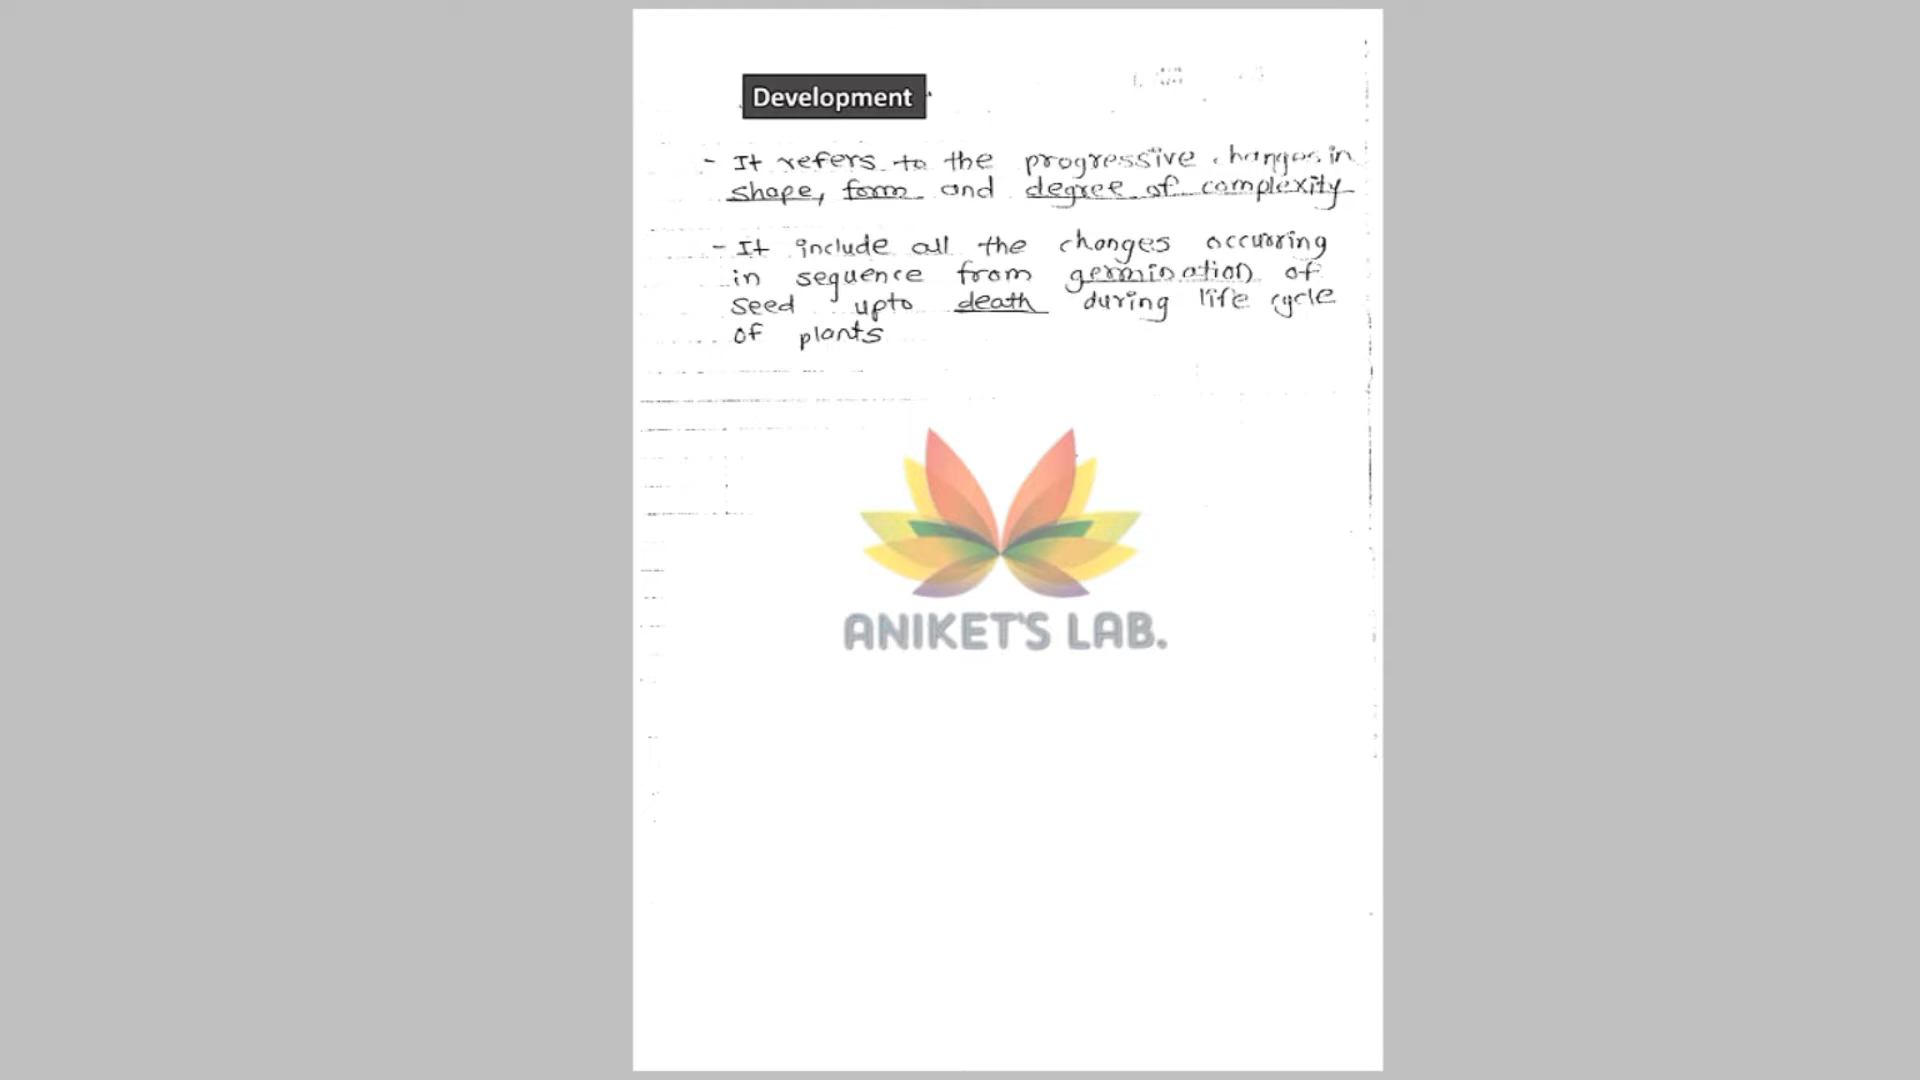 Development
- It refers to the progressive changes in
shape, form and degree of complexity
- It include all the changes occurring
in sequence from germination of
seed upto death during life cycle
of plants
ANIKET'S LAB.